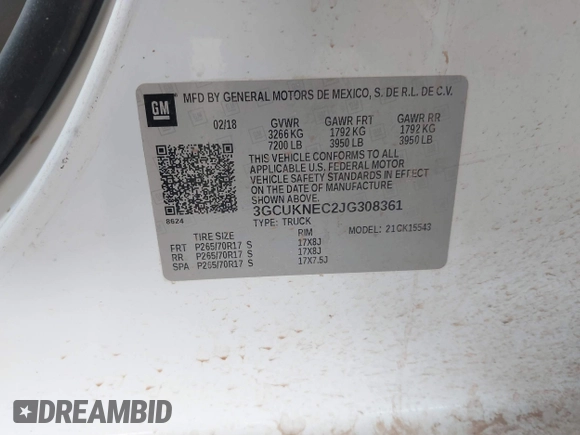 GM
MFD BY GENERAL MOTORS DE MEXICO, S. DE R.L. DE C.V.
02/18 GVWR GAWR FRT GAWR RR
3266 KG 1792 KG 1792 KG
7200 LB 3950 LB 3950 LB
THIS VEHICLE CONFORMS TO ALL
APPLICABLE U.S. FEDERAL MOTOR
VEHICLE SAFETY STANDARDS IN EFFECT
ON THE DATE OF MANUFACTURE
SHOWN ABOVE.
3GCUKNEC2JG308361
8624 TYPE: TRUCK
TIRE SIZE RIM MODEL: 21CK15543
FRT P265/70R17 S 17X8J
RR P265/70R17 S 17X8J
SPA P265/70R17 S 17X7.5J
DREAMBID